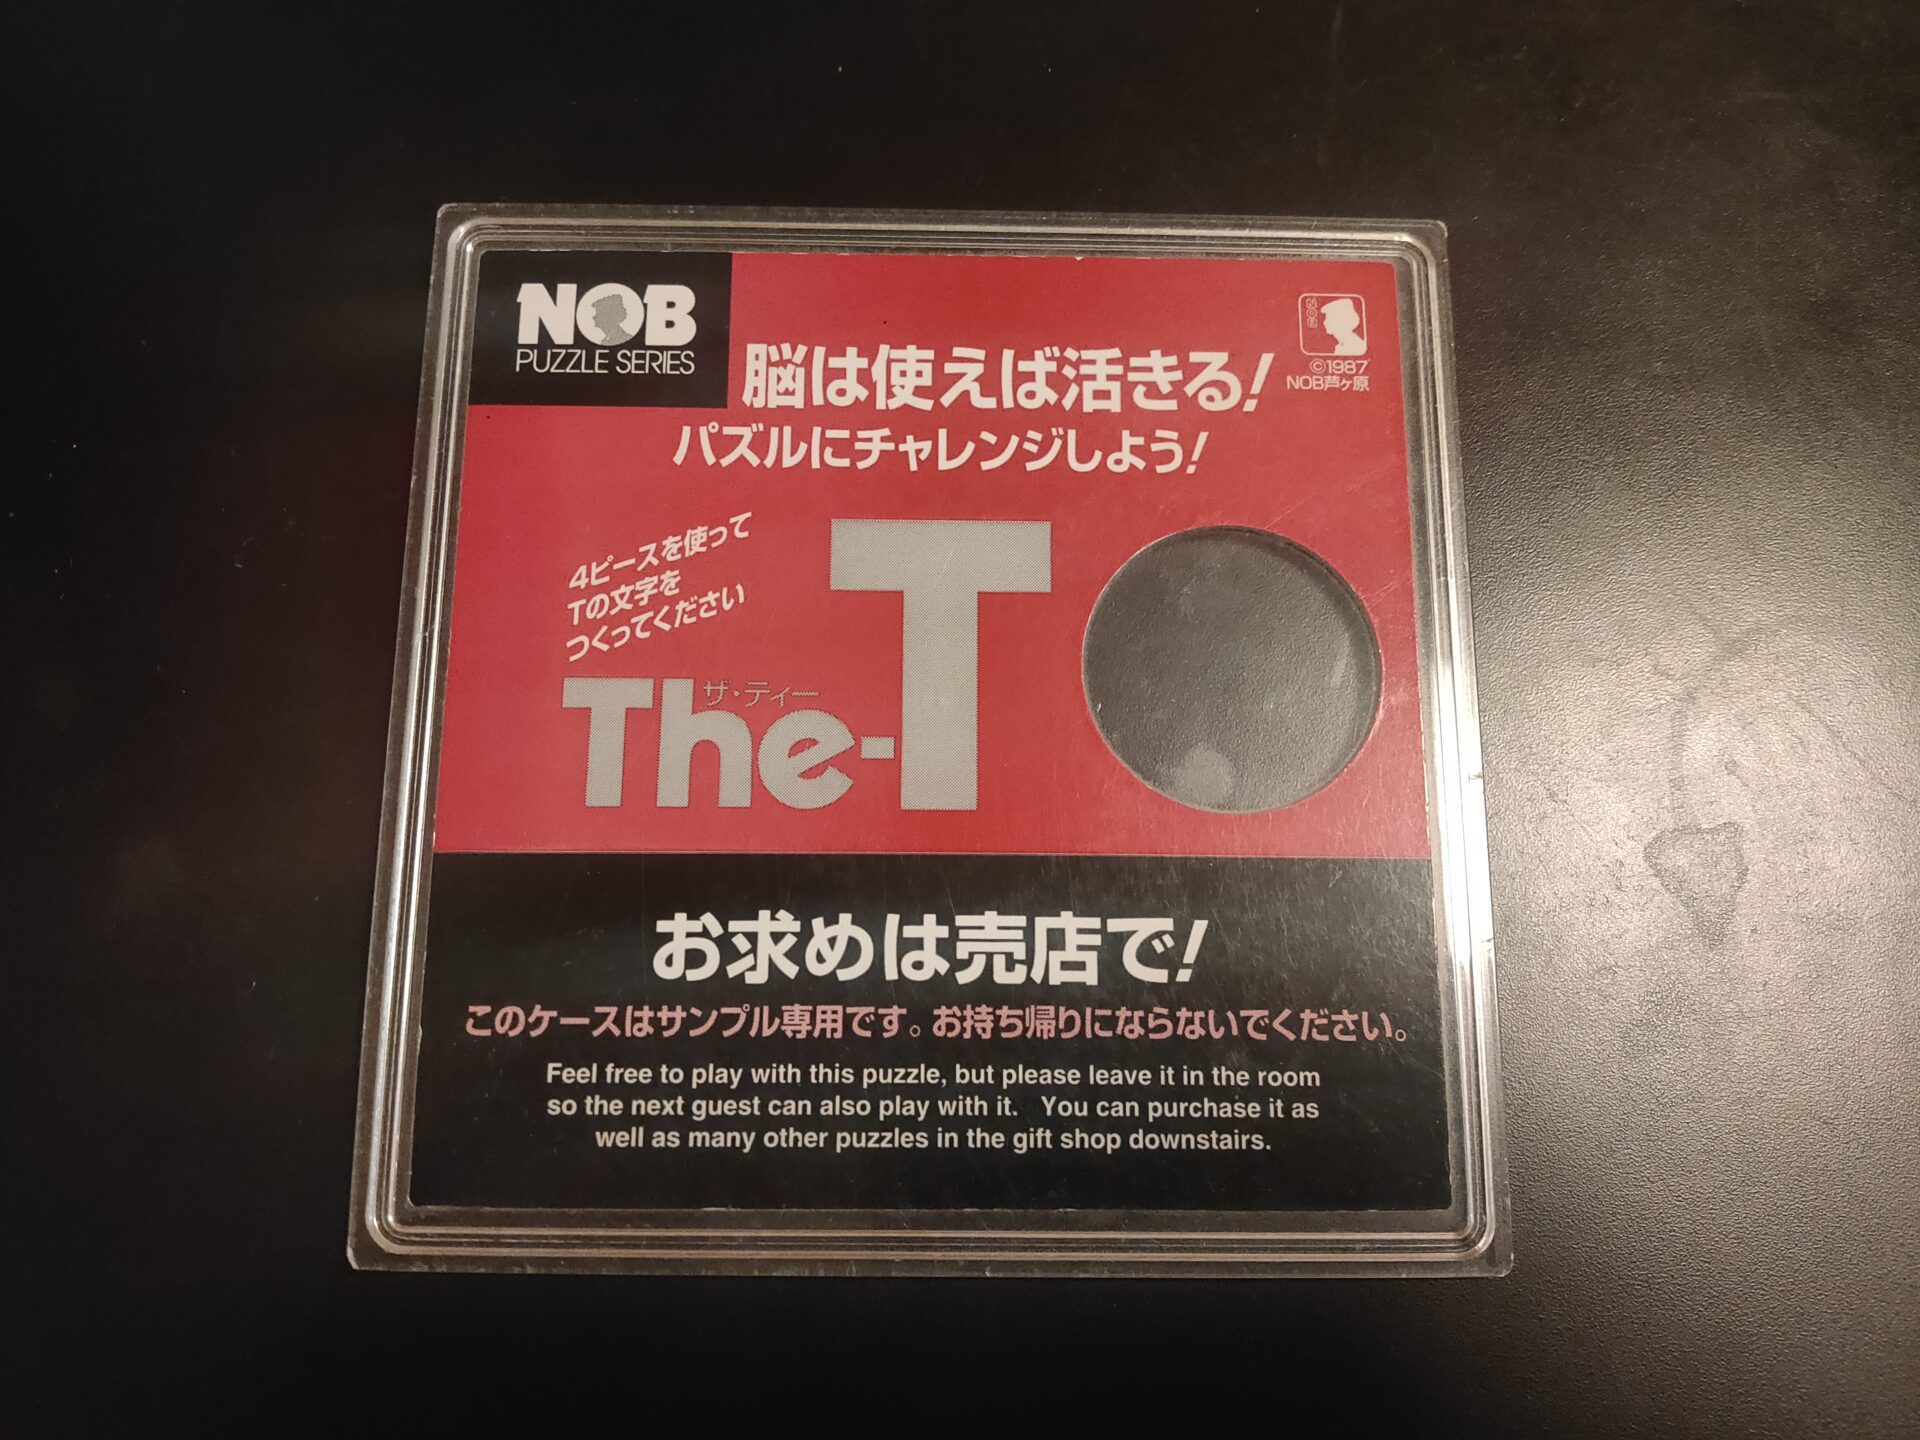 NOB
PUZZLE SERIES
脳は使えば活きる!
パズルにチャレンジしよう!
NOB
©1987
NOB芦ヶ原
4ピースを使って
Tの文字を
つくってください
ザ・ティー
The-T
お求めは売店で!
このケースはサンプル専用です。お持ち帰りにならないでください。
Feel free to play with this puzzle, but please leave it in the room
so the next guest can also play with it. You can purchase it as
well as many other puzzles in the gift shop downstairs.